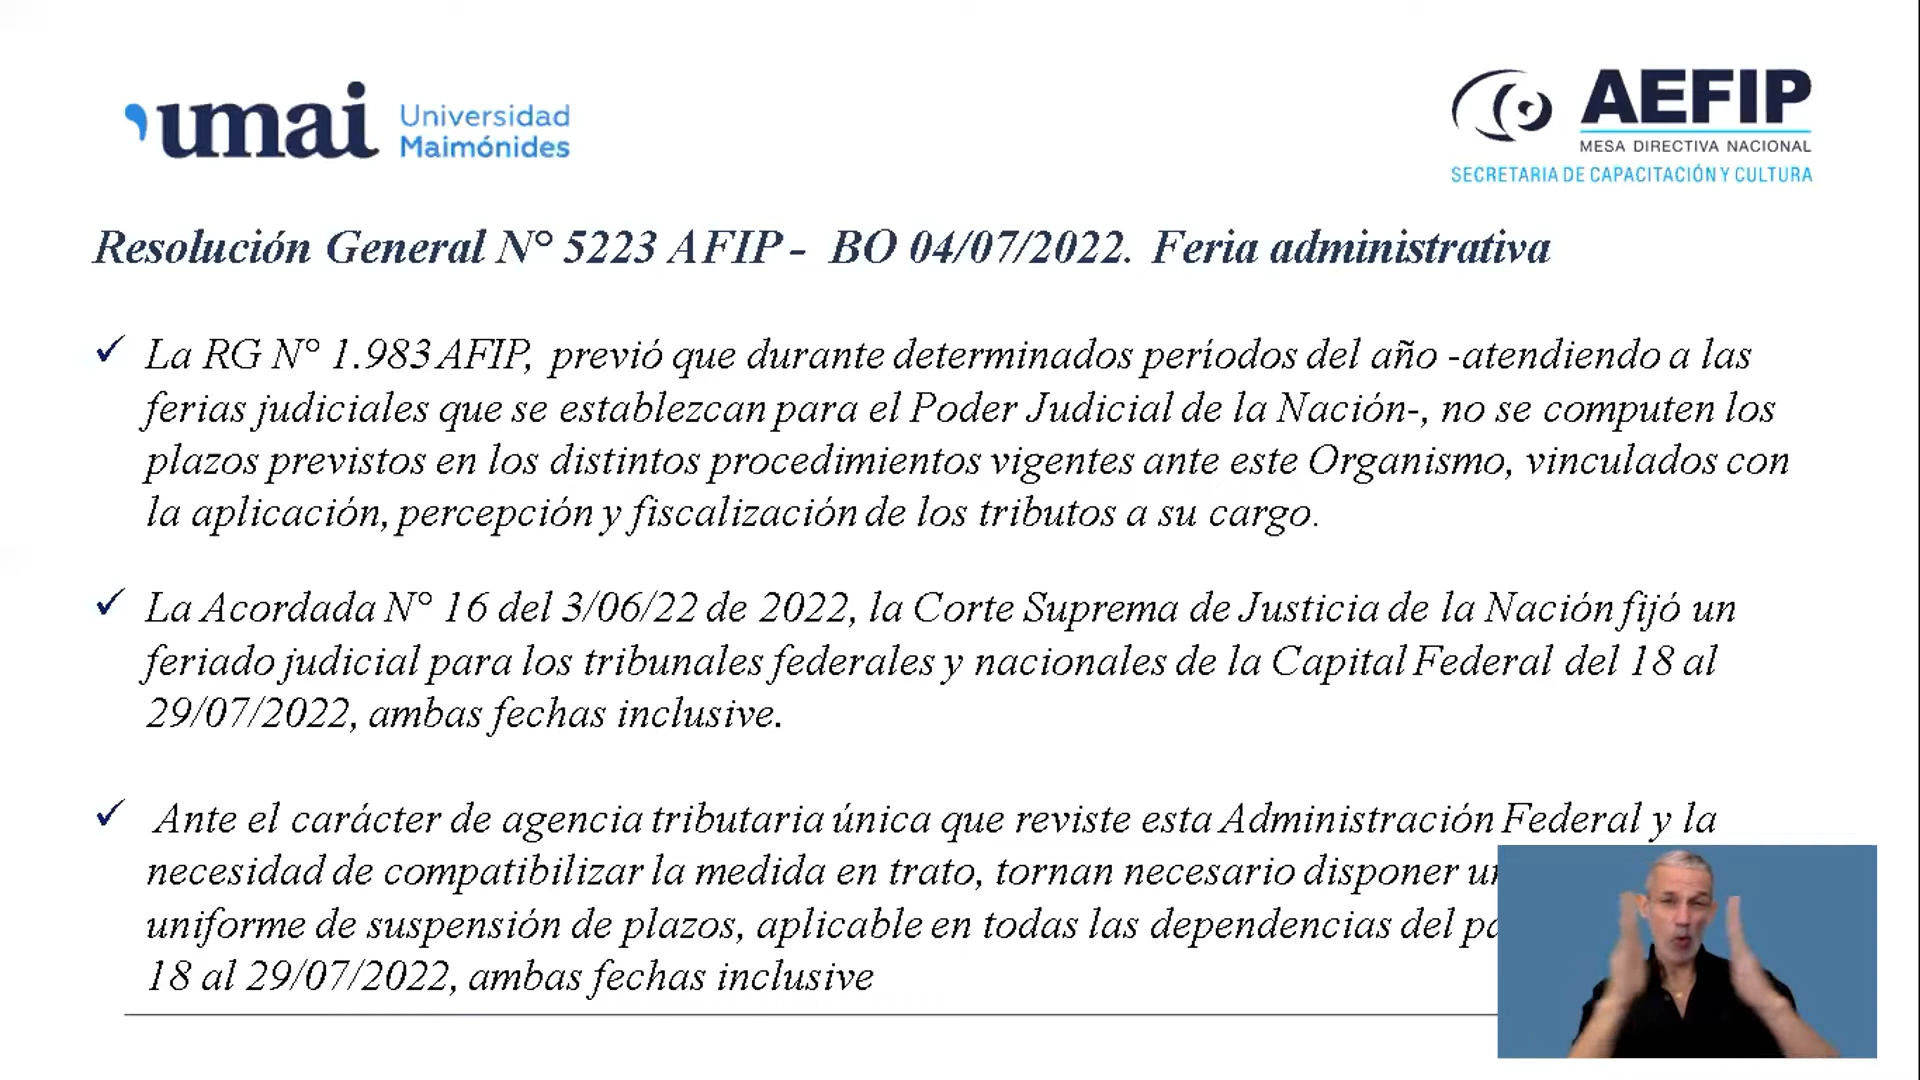 umai Universidad
Maimónides
AEFIP
MESA DIRECTIVA NACIONAL
SECRETARIA DE CAPACITACIÓN Y CULTURA
Resolución General N° 5223 AFIP - BO 04/07/2022. Feria administrativa
La RG N° 1.983 AFIP, previó que durante determinados períodos del año -atendiendo a las
ferias judiciales que se establezcan para el Poder Judicial de la Nación-, no se computen los
plazos previstos en los distintos procedimientos vigentes ante este Organismo, vinculados con
la aplicación, percepción y fiscalización de los tributos a su cargo.
La Acordada N° 16 del 3/06/22 de 2022, la Corte Suprema de Justicia de la Nación fijó un
feriado judicial para los tribunales federales y nacionales de la Capital Federal del 18 al
29/07/2022, ambas fechas inclusive.
Ante el carácter de agencia tributaria única que reviste esta Administración Federal y la
necesidad de compatibilizar la medida en trato, tornan necesario disponer
uniforme de suspensión de plazos, aplicable en todas las dependencias del
18 al 29/07/2022, ambas fechas inclusive